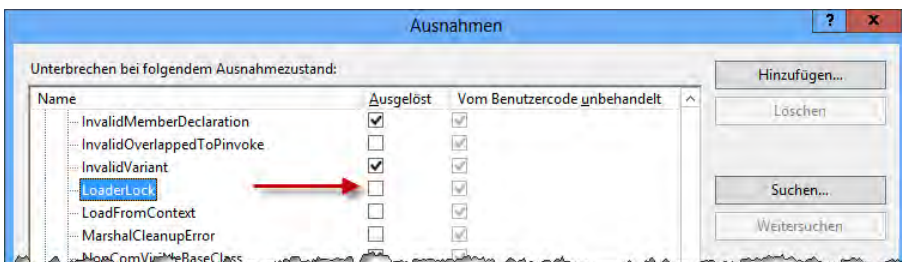 Ausnahmen
?
x
Unterbrechen bei folgendem Ausnahmezustand:
Hinzufügen...
Name Ausgelöst Vom Benutzercode unbehandelt
Löschen
InvalidMemberDeclaration
InvalidOverlappedToPinvoke
InvalidVariant
LoaderLock
Suchen...
LoadFromContext
Weitersuchen
MarshalCleanupError
NonComVisibleBaseClass